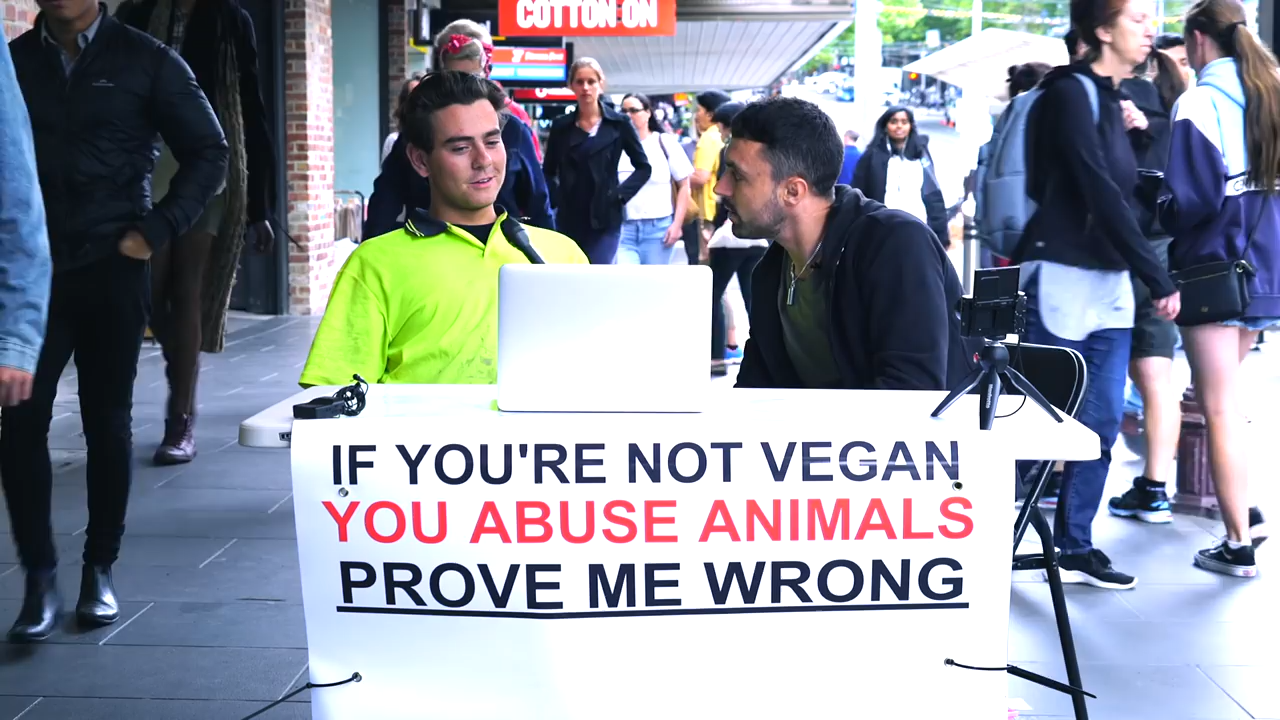 COTTON ON
IF YOU'RE NOT VEGAN
YOU ABUSE ANIMALS
PROVE ME WRONG